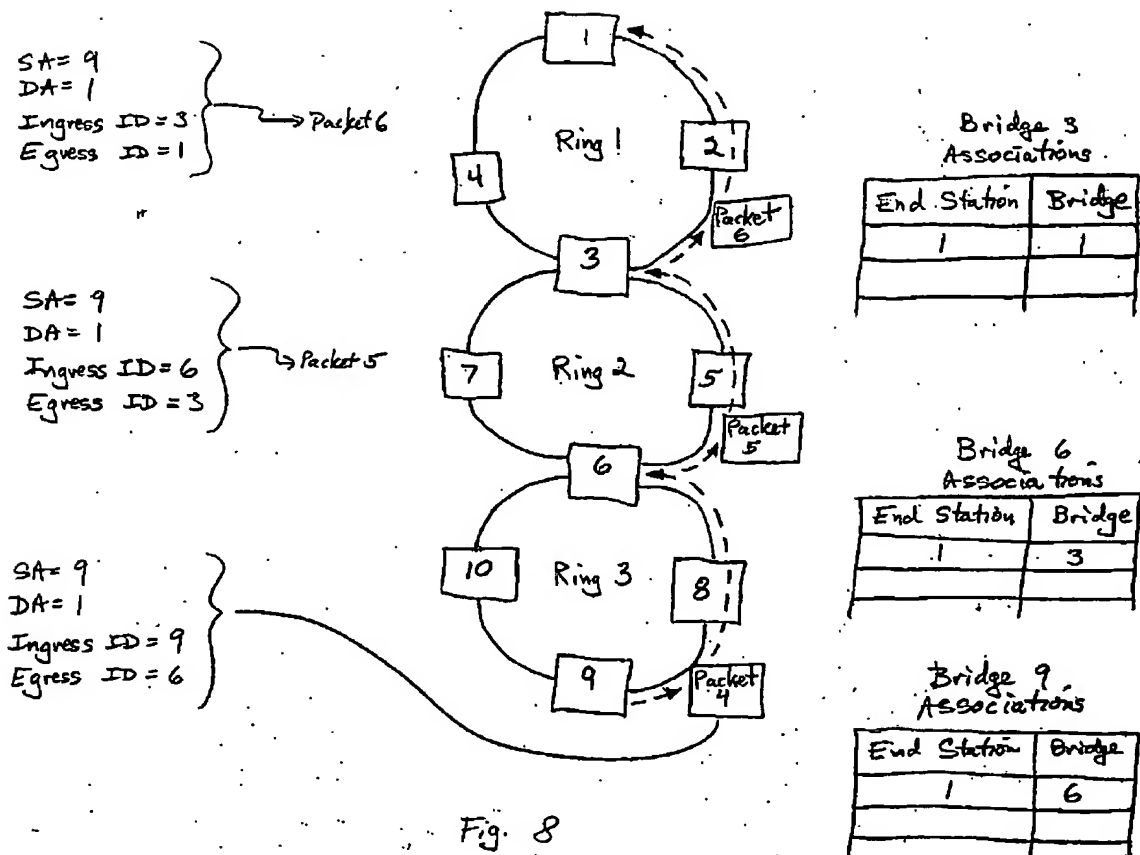 SA= 9
DA= 1
Ingress ID= 3
Egress ID= 1
→ Packet 6
SA= 9
DA= 1
Ingress ID= 6
Egress ID= 3
→ Packet 5
SA= 9
DA= 1
Ingress ID= 9
Egress ID= 6
1
Ring 1
2
4
Packet
6
3
7
Ring 2
5
Packet
5
6
10
Ring 3
8
9
Packet
4
Bridge 3
Associations
End Station Bridge
1 1
Bridge 6
Associations
End Station Bridge
1 3
Bridge 9
Associations
End Station Bridge
1 6
Fig. 8